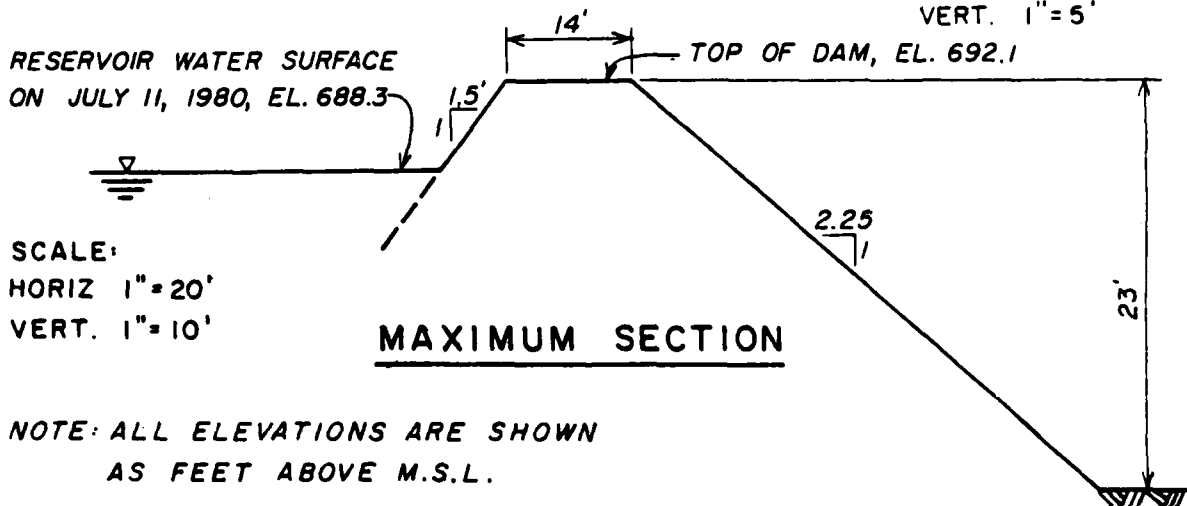 VERT. 1"=5'
14'
RESERVOIR WATER SURFACE
ON JULY 11, 1980, EL. 688.3
TOP OF DAM, EL. 692.1
1.5'
1
2.25
1
23'
SCALE:
HORIZ 1"=20'
VERT. 1"=10'
MAXIMUM SECTION
NOTE: ALL ELEVATIONS ARE SHOWN
AS FEET ABOVE M.S.L.